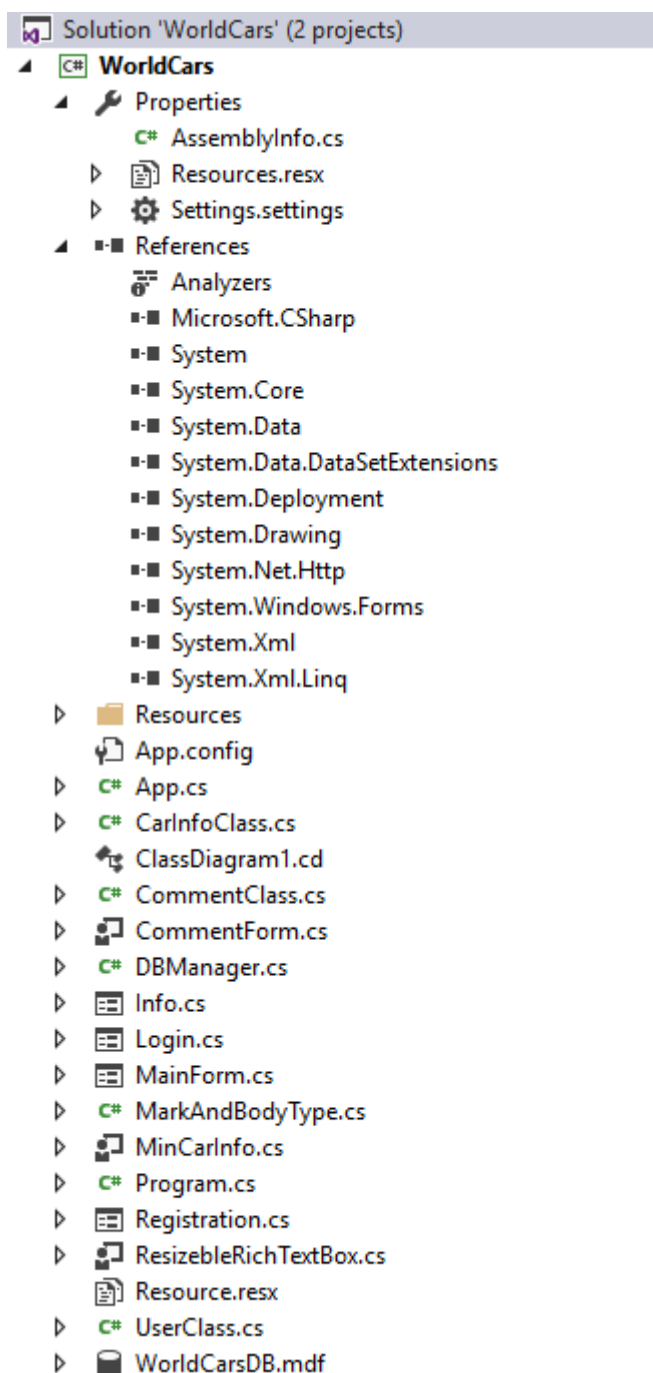 Solution 'WorldCars' (2 projects)
C# WorldCars
Properties
C# AssemblyInfo.cs
Resources.resx
Settings.settings
References
Analyzers
Microsoft.CSharp
System
System.Core
System.Data
System.Data.DataSetExtensions
System.Deployment
System.Drawing
System.Net.Http
System.Windows.Forms
System.Xml
System.Xml.Linq
Resources
App.config
C# App.cs
C# CarInfoClass.cs
ClassDiagram1.cd
C# CommentClass.cs
CommentForm.cs
C# DBManager.cs
Info.cs
Login.cs
MainForm.cs
C# MarkAndBodyType.cs
MinCarInfo.cs
C# Program.cs
Registration.cs
ResizebleRichTextBox.cs
Resource.resx
C# UserClass.cs
WorldCarsDB.mdf